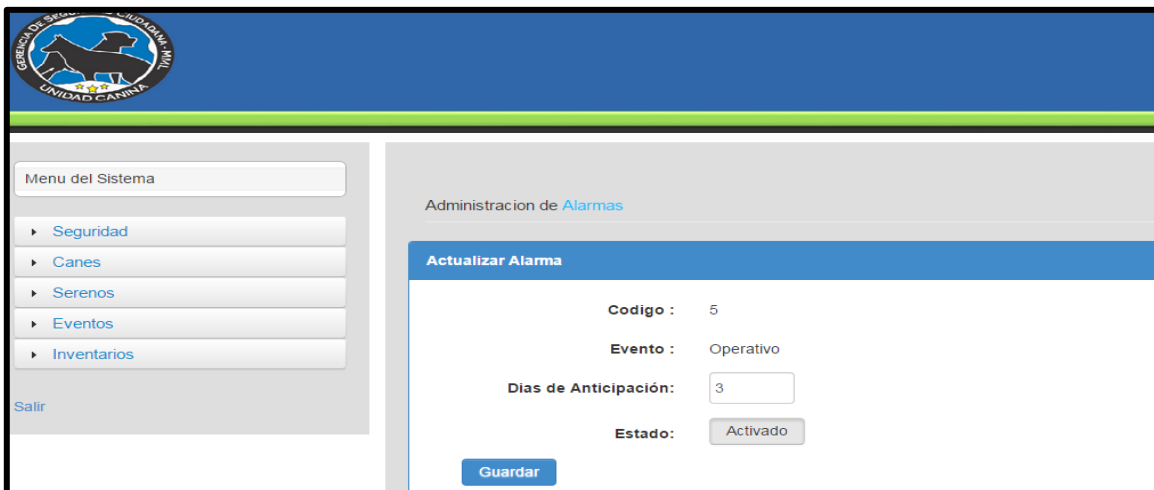 GERENCIA DE SEGURIDAD CIUDADANA - MML
UNIDAD CANINA
Menu del Sistema
Seguridad
Canes
Serenos
Eventos
Inventarios
Salir
Administracion de Alarmas
Actualizar Alarma
Codigo : 5
Evento : Operativo
Dias de Anticipación: 3
Estado: Activado
Guardar